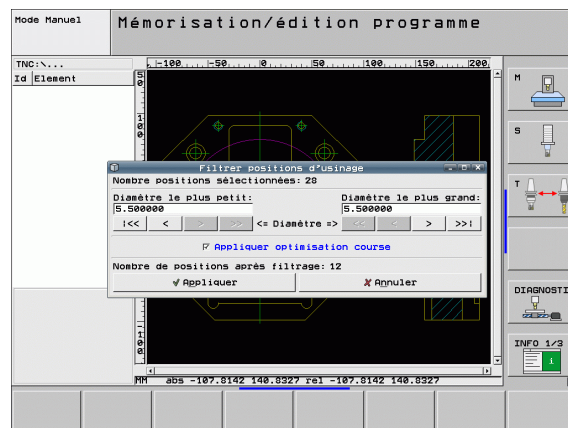 Mode Manuel
Mémorisation/édition programme
TNC:\...
Id Element
-100 -50 0 50 100 150 200
M
S
T
Filtrer positions d'usinage
Nombre positions sélectionnées: 28
Diamètre le plus petit: Diamètre le plus grand:
5.500000 5.500000
|<< < > >> <= Diamètre => << < > >>|
Appliquer optimisation course
Nombre de positions après filtrage: 12
Appliquer Annuler
DIAGNOSTI
INFO 1/3
MM abs -107.8142 140.8327 rel -107.8142 140.8327